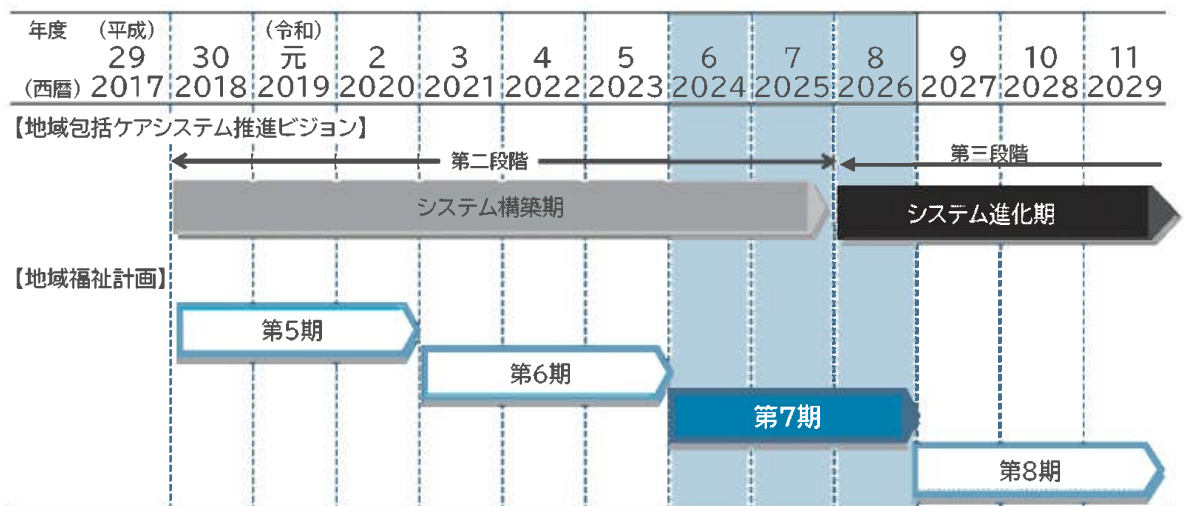 年度 (平成) (令和)
29 30 元 2 3 4 5 6 7 8 9 10 11
(西暦) 2017 2018 2019 2020 2021 2022 2023 2024 2025 2026 2027 2028 2029
【地域包括ケアシステム推進ビジョン】
第二段階 第三段階
システム構築期 システム進化期
【地域福祉計画】
第5期
第6期
第7期
第8期